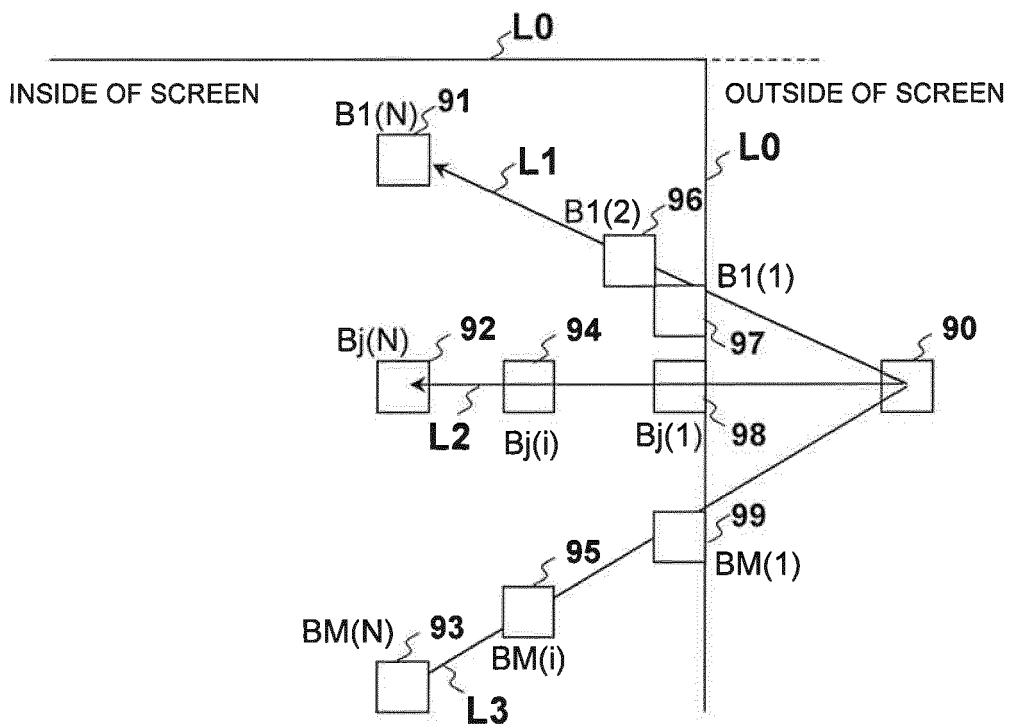 L0
INSIDE OF SCREEN
OUTSIDE OF SCREEN
B1(N) 91
L0
L1
B1(2) 96
B1(1)
97
90
Bj(N) 92
94
L2
Bj(i)
Bj(1)
98
99
BM(1)
95
BM(N) 93
BM(i)
L3